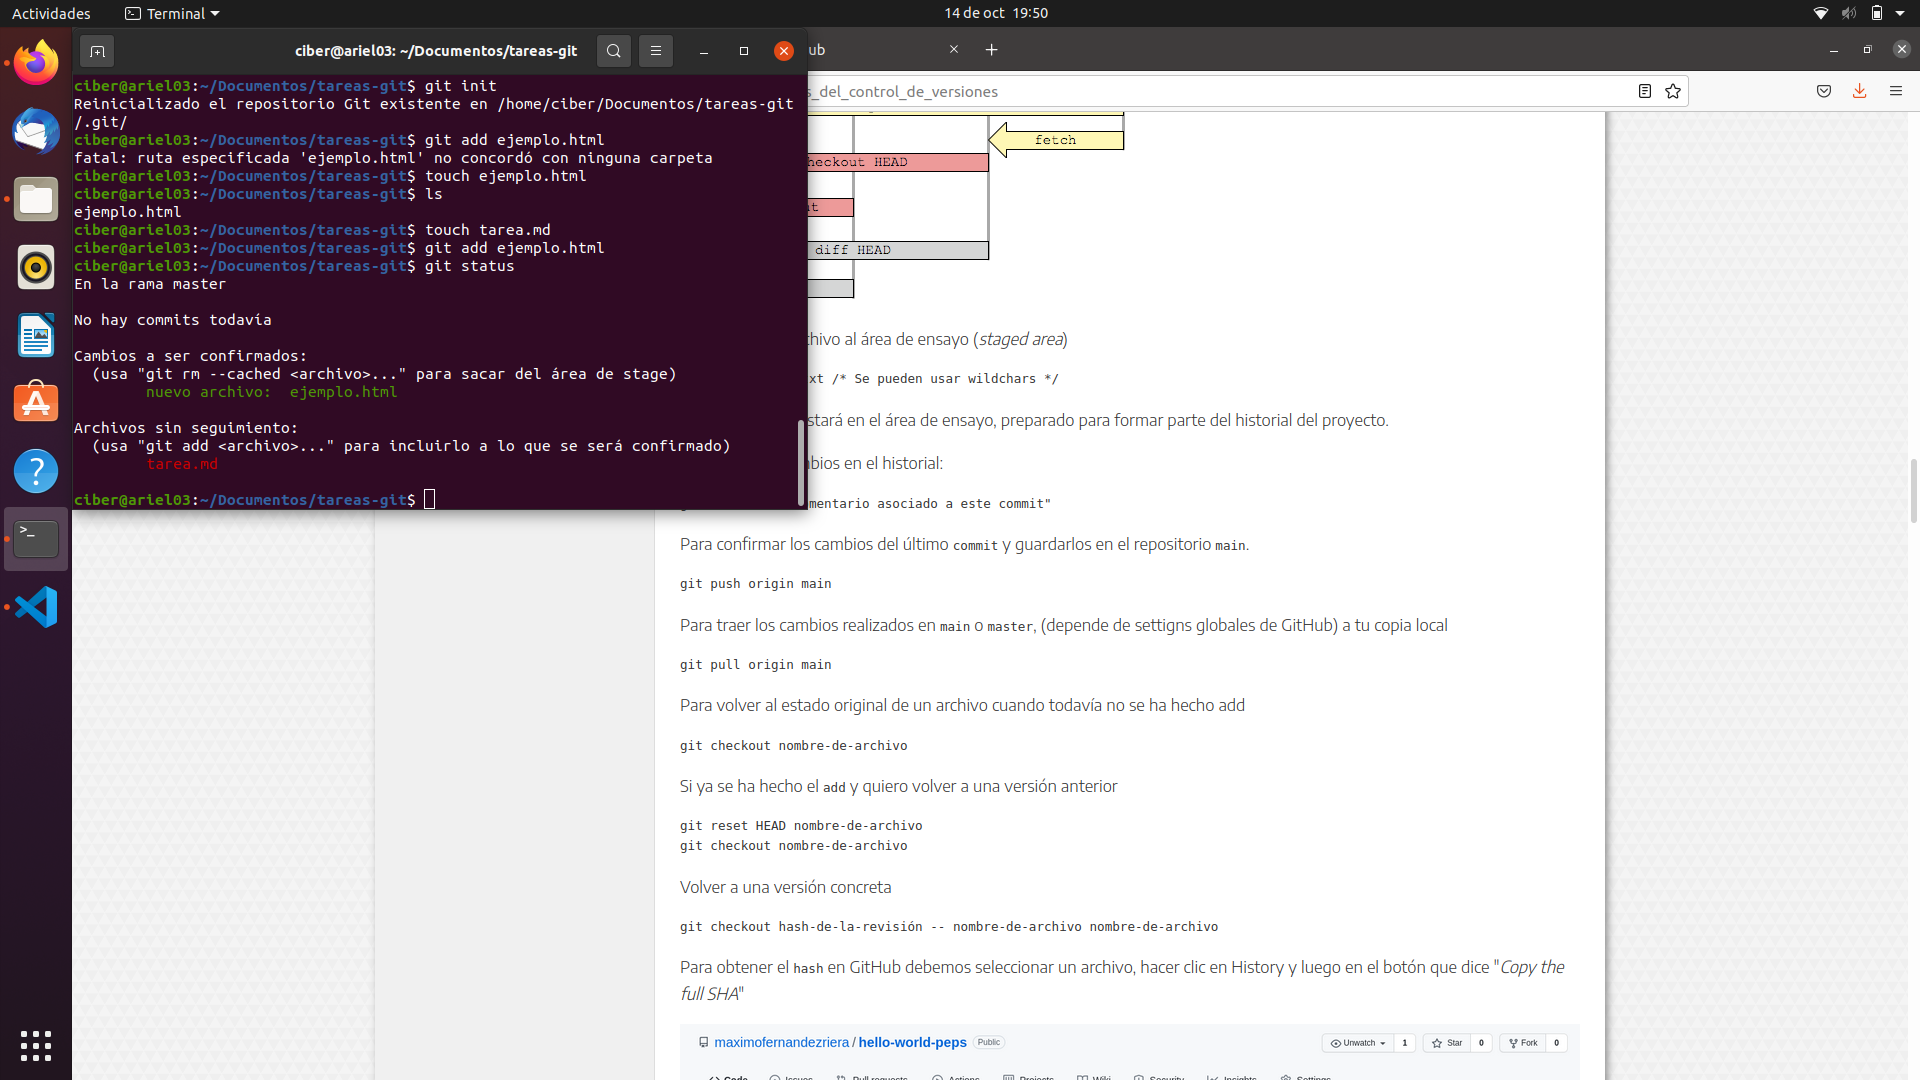 Actividades
Terminal
14 de oct 19:50
ciber@ariel03: ~/Documentos/tareas-git
ciber@ariel03:~/Documentos/tareas-git$ git init
Reinicializado el repositorio Git existente en /home/ciber/Documentos/tareas-git
/.git/
ciber@ariel03:~/Documentos/tareas-git$ git add ejemplo.html
fatal: ruta especificada 'ejemplo.html' no concordó con ninguna carpeta
ciber@ariel03:~/Documentos/tareas-git$ touch ejemplo.html
ciber@ariel03:~/Documentos/tareas-git$ ls
ejemplo.html
ciber@ariel03:~/Documentos/tareas-git$ touch tarea.md
ciber@ariel03:~/Documentos/tareas-git$ git add ejemplo.html
ciber@ariel03:~/Documentos/tareas-git$ git status
En la rama master
No hay commits todavía
Cambios a ser confirmados:
(usa "git rm --cached <archivo>..." para sacar del área de stage)
nuevo archivo: ejemplo.html
Archivos sin seguimiento:
(usa "git add <archivo>..." para incluirlo a lo que se será confirmado)
tarea.md
ciber@ariel03:~/Documentos/tareas-git$
ub
s_del_control_de_versiones
fetch
heckout HEAD
t
diff HEAD
chivo al área de ensayo (staged area)
xt /* Se pueden usar wildchars */
stará en el área de ensayo, preparado para formar parte del historial del proyecto.
bios en el historial:
mentario asociado a este commit"
Para confirmar los cambios del último commit y guardarlos en el repositorio main.
git push origin main
Para traer los cambios realizados en main o master, (depende de settigns globales de GitHub) a tu copia local
git pull origin main
Para volver al estado original de un archivo cuando todavía no se ha hecho add
git checkout nombre-de-archivo
Si ya se ha hecho el add y quiero volver a una versión anterior
git reset HEAD nombre-de-archivo
git checkout nombre-de-archivo
Volver a una versión concreta
git checkout hash-de-la-revisión -- nombre-de-archivo nombre-de-archivo
Para obtener el hash en GitHub debemos seleccionar un archivo, hacer clic en History y luego en el botón que dice "Copy the
full SHA"
maximofernandezriera / hello-world-peps Public
Unwatch 1 Star 0 Fork 0
Code Issues Pull requests Actions Projects Wiki Security Insights Settings